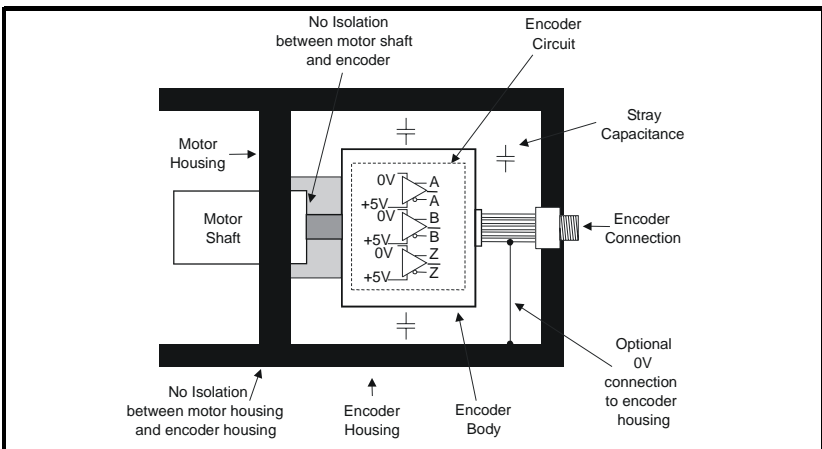 No Isolation
between motor shaft
and encoder
Encoder
Circuit
Stray
Capacitance
Motor
Housing
Motor
Shaft
0V
A
+5V
A
0V
B
+5V
B
0V
Z
+5V
Z
Encoder
Connection
No Isolation
between motor housing
and encoder housing
Encoder
Housing
Encoder
Body
Optional
0V
connection
to encoder
housing